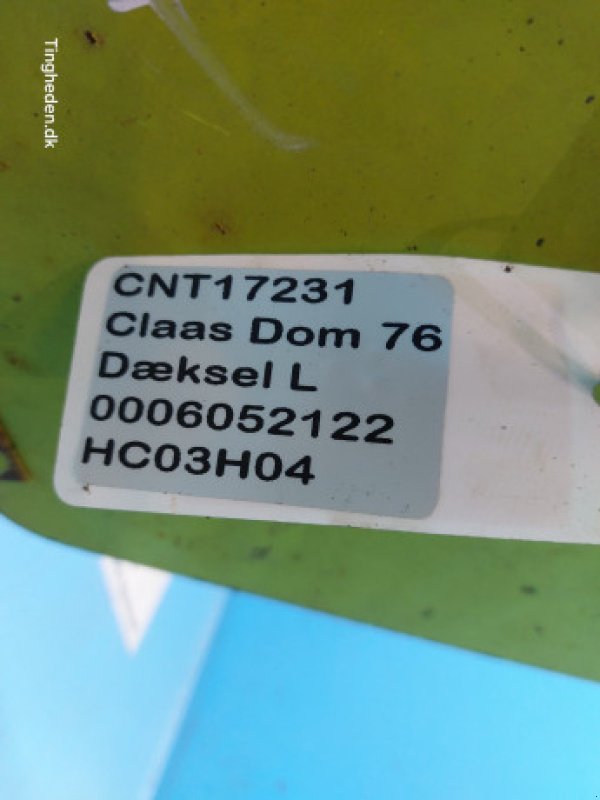 Tingheden.dk
CNT17231
Claas Dom 76
Dæksel L
0006052122
HC03H04